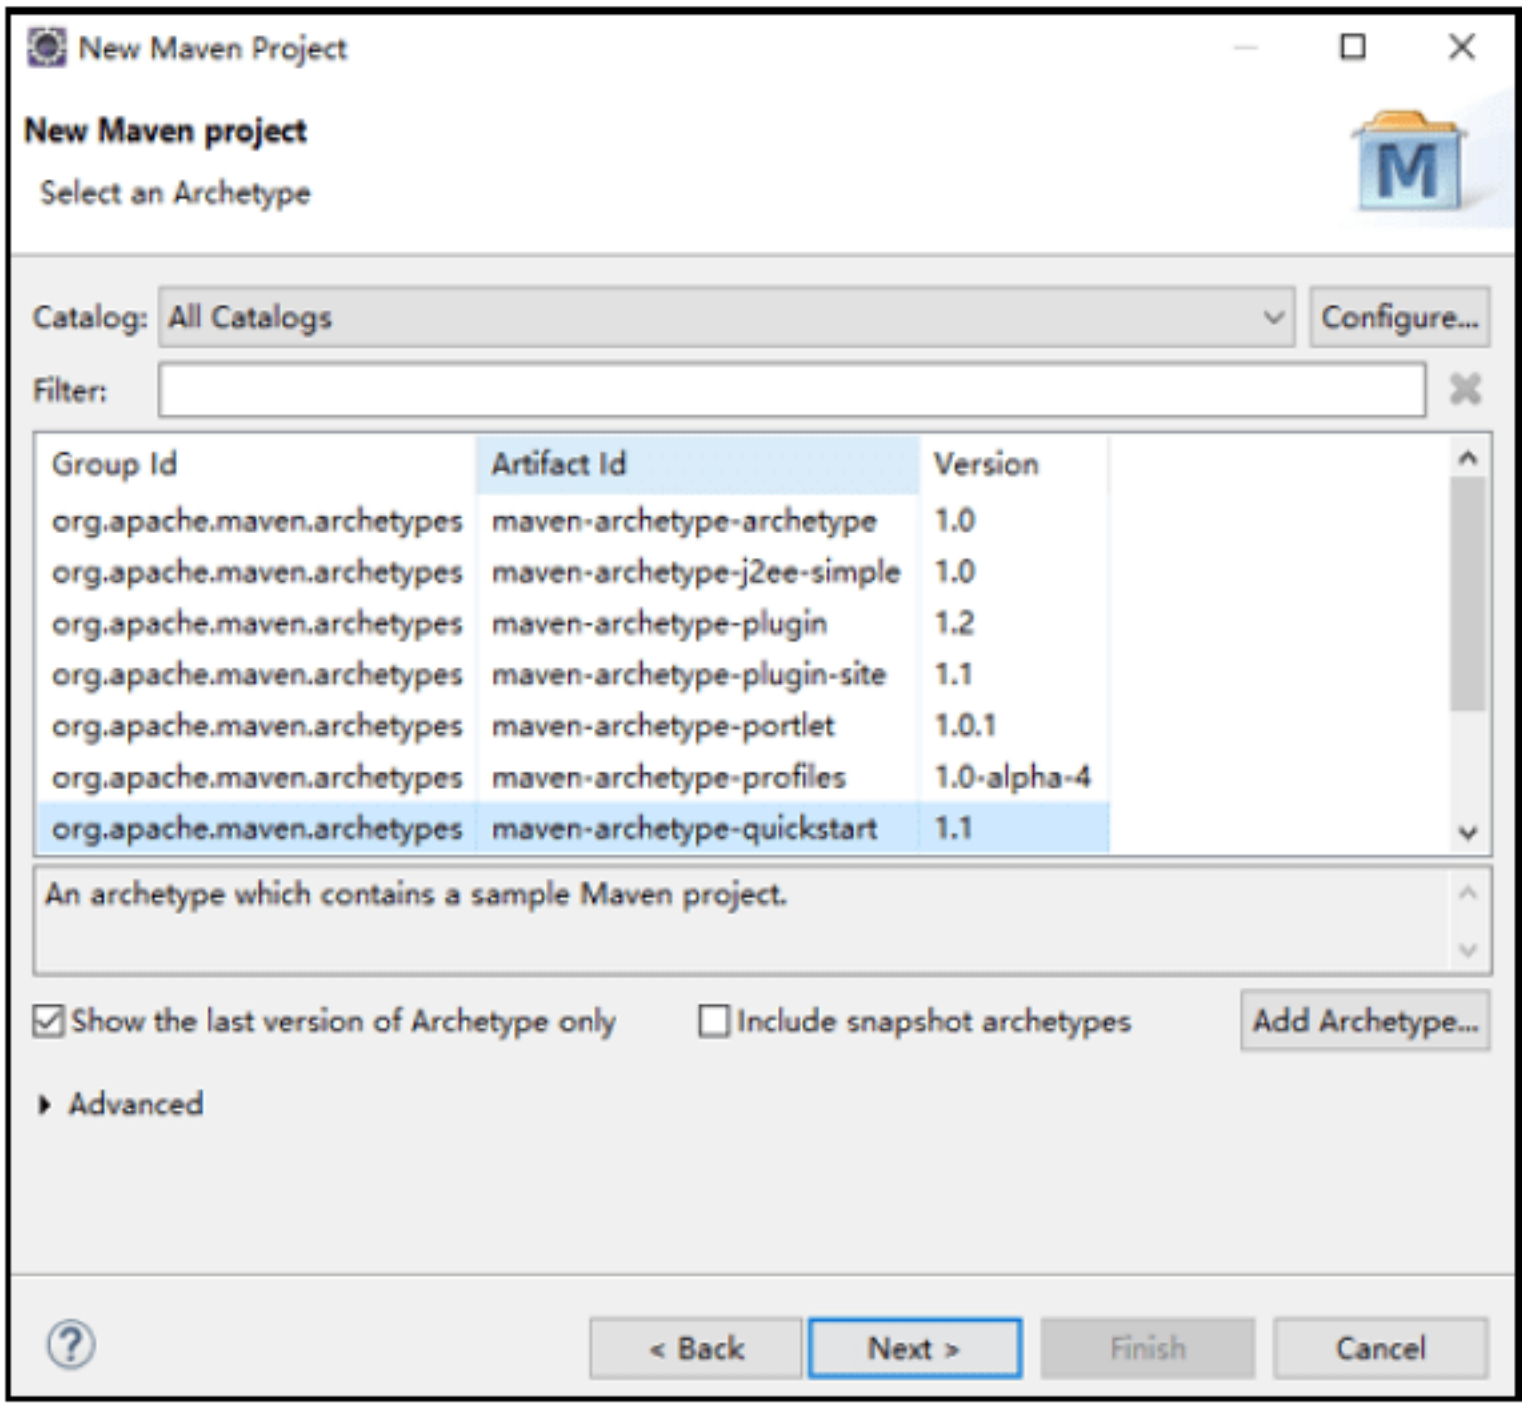 New Maven Project
New Maven project
Select an Archetype
M
Catalog: All Catalogs Configure...
Filter:
Group Id Artifact Id Version
org.apache.maven.archetypes maven-archetype-archetype 1.0
org.apache.maven.archetypes maven-archetype-j2ee-simple 1.0
org.apache.maven.archetypes maven-archetype-plugin 1.2
org.apache.maven.archetypes maven-archetype-plugin-site 1.1
org.apache.maven.archetypes maven-archetype-portlet 1.0.1
org.apache.maven.archetypes maven-archetype-profiles 1.0-alpha-4
org.apache.maven.archetypes maven-archetype-quickstart 1.1
An archetype which contains a sample Maven project.
Show the last version of Archetype only Include snapshot archetypes Add Archetype...
Advanced
? < Back Next > Finish Cancel